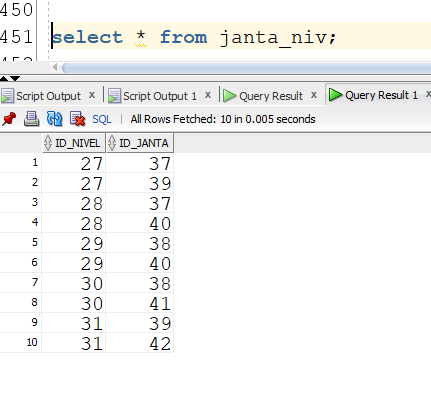 450
451 select * from janta_niv;
Script Output x Script Output 1 x Query Result x Query Result 1 x
SQL | All Rows Fetched: 10 in 0.005 seconds
ID_NIVEL ID_JANTA
1 27 37
2 27 39
3 28 37
4 28 40
5 29 38
6 29 40
7 30 38
8 30 41
9 31 39
10 31 42